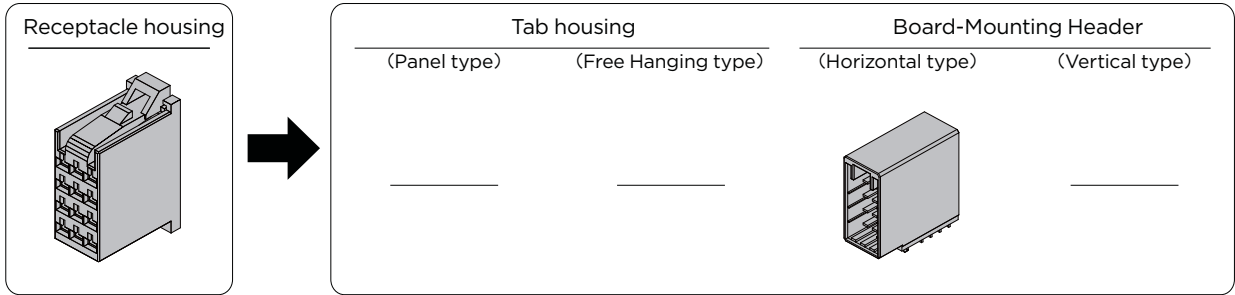 Receptacle housing
Tab housing
Board-Mounting Header
(Panel type)
(Free Hanging type)
(Horizontal type)
(Vertical type)